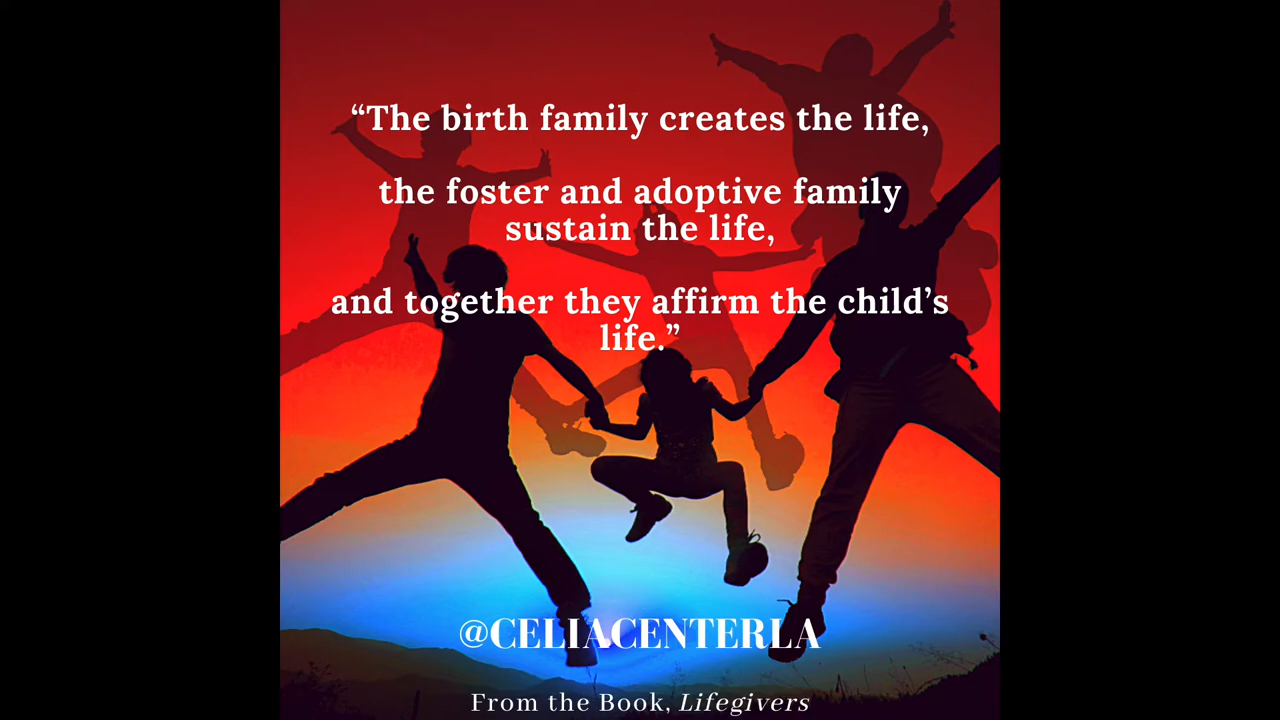 “The birth family creates the life,
the foster and adoptive family
sustain the life,
and together they affirm the child’s
life.”
@CELIACENTERLA
From the Book, Lifegivers